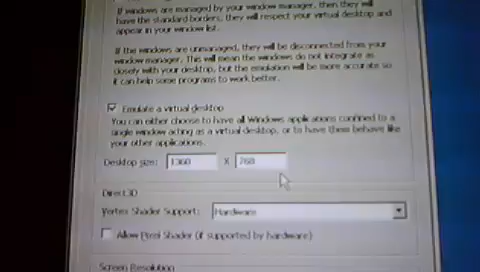 If windows are managed by your window manager, then they will
have the standard borders, they will respect your virtual desktop and
appear in your window list.
If the windows are unmanaged, they will be disconnected from your
window manager. This will mean the windows do not integrate as
closely with your desktop, but the emulation will be more accurate so
it can help some programs to work better.
Emulate a virtual desktop
You can either choose to have all Windows applications confined to a
single window acting as a virtual desktop, or to have them behave like
your other applications.
Desktop size: 1360 X 768
Direct3D
Vertex Shader Support: Hardware
Allow Pixel Shader (if supported by hardware)
Screen Resolution